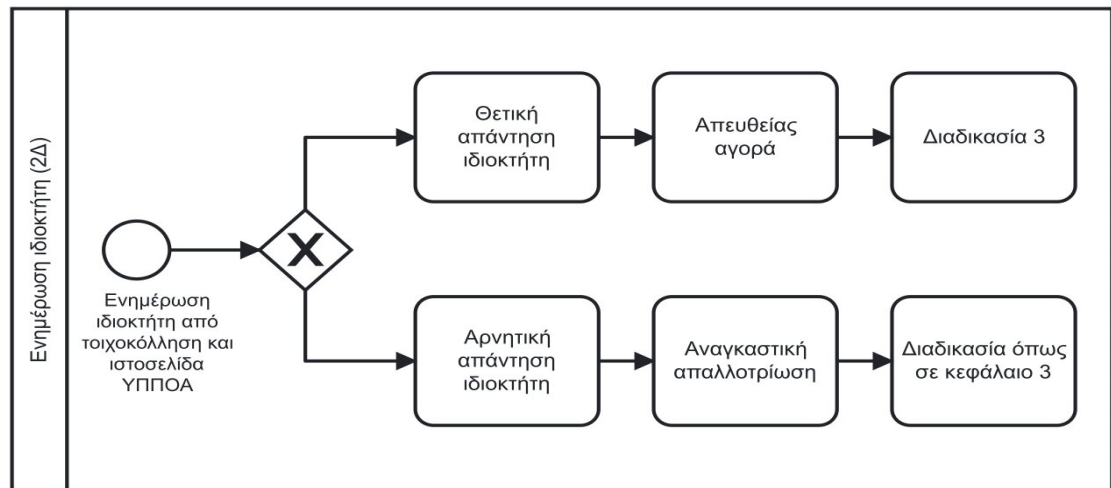 Ενημέρωση ιδιοκτήτη (2Δ)
Ενημέρωση
ιδιοκτήτη από
τοιχοκόλληση και
ιστοσελίδα
ΥΠΠΟΑ
X
Θετική
απάντηση
ιδιοκτήτη
Απευθείας
αγορά
Διαδικασία 3
Αρνητική
απάντηση
ιδιοκτήτη
Αναγκαστική
απαλλοτρίωση
Διαδικασία όπως
σε κεφάλαιο 3